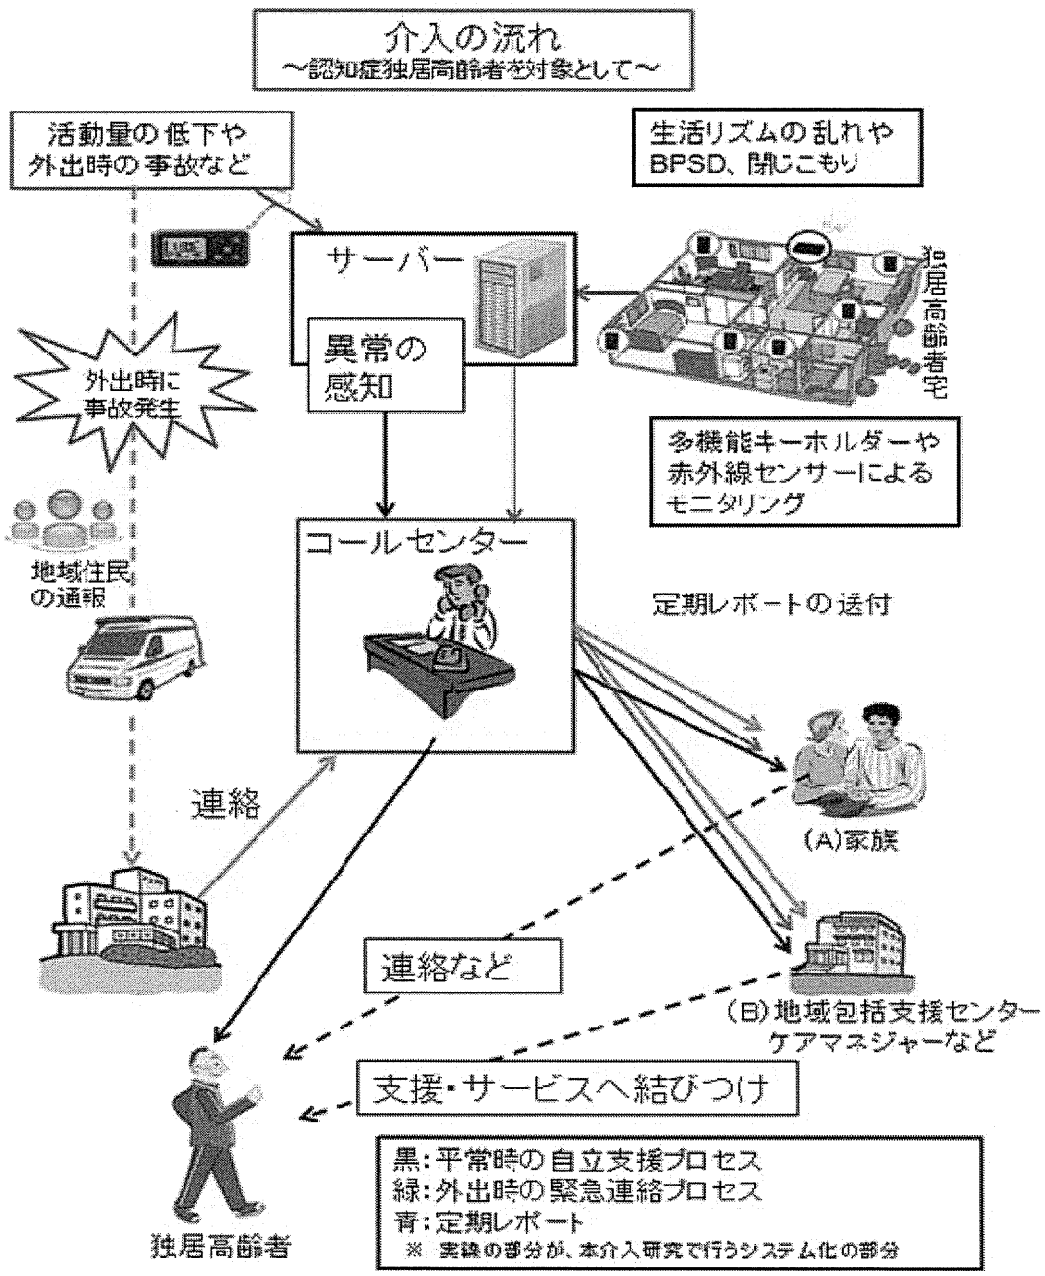 介入の流れ
～認知症独居高齢者を対象として～
活動量の低下や
外出時の事故など
生活リズムの乱れや
BPSD、閉じこもり
サーバー
異常の
感知
独居高齢者宅
外出時に
事故発生
多機能キーホルダーや
赤外線センサーによる
モニタリング
地域住民
の通報
コールセンター
定期レポートの送付
連絡
(A)家族
連絡など
(B)地域包括支援センター
ケアマネジャーなど
支援・サービスへ結びつけ
独居高齢者
黒：平常時の自立支援プロセス
緑：外出時の緊急連絡プロセス
青：定期レポート
※ 実線の部分が、本介入研究で行うシステム化の部分